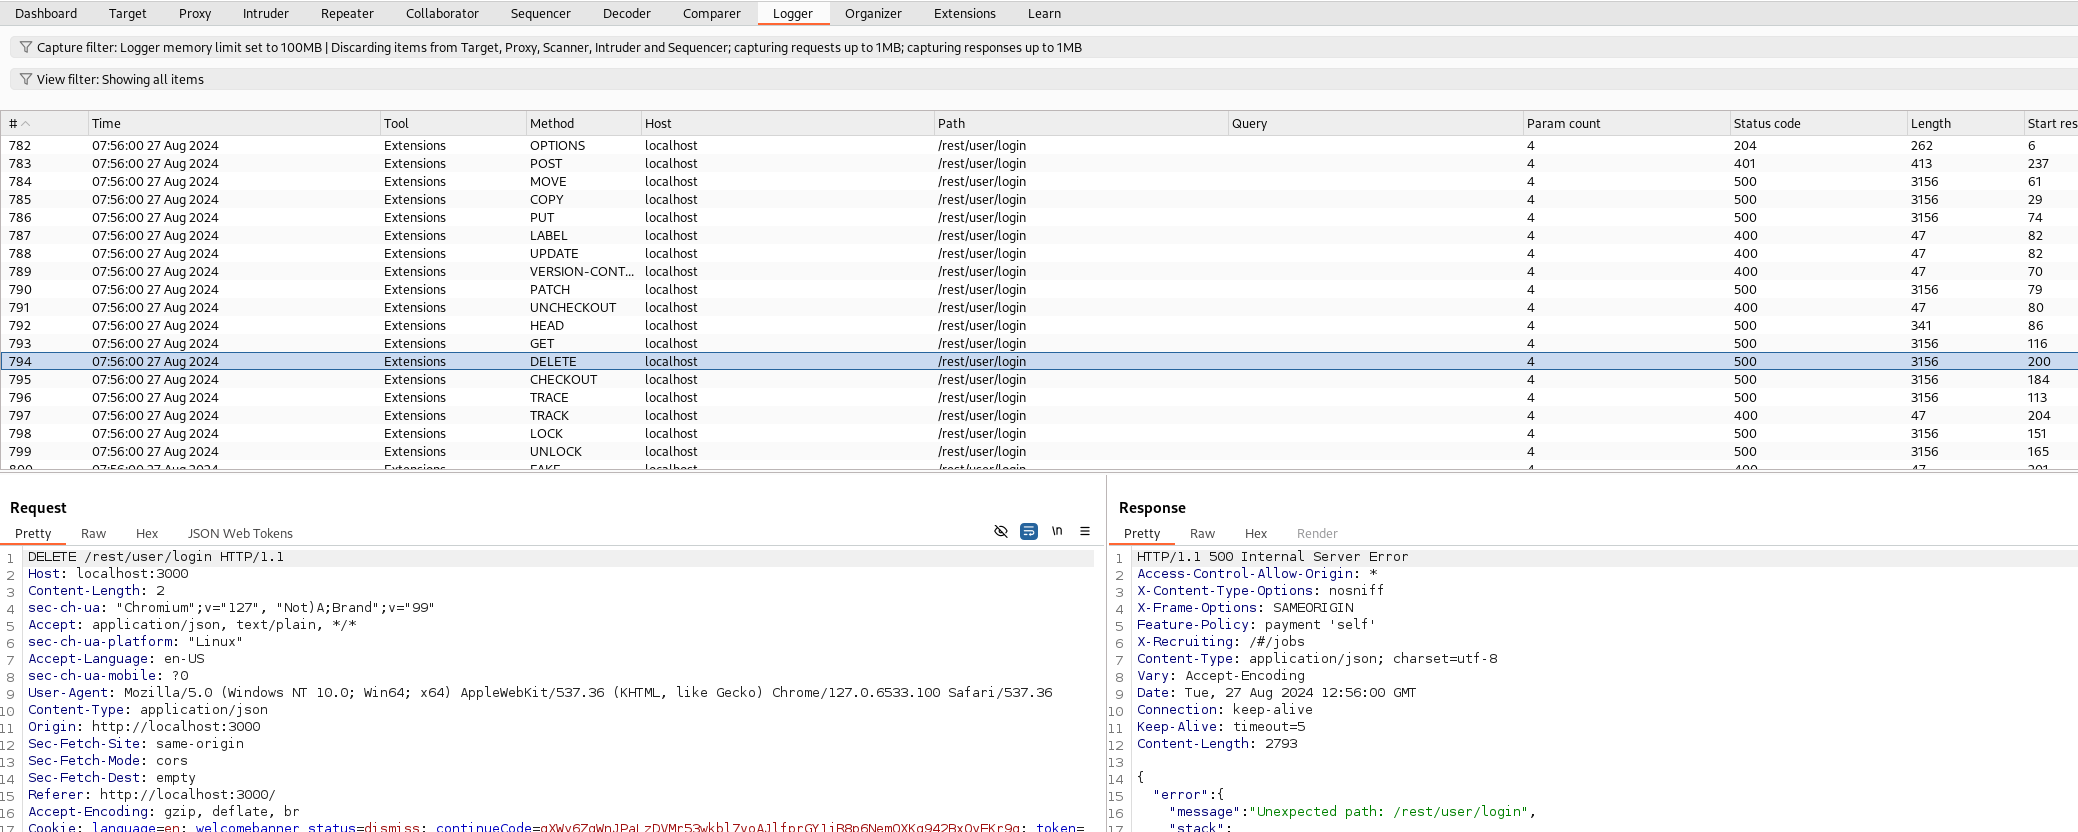 Dashboard Target Proxy Intruder Repeater Collaborator Sequencer Decoder Comparer Logger Organizer Extensions Learn
Capture filter: Logger memory limit set to 100MB | Discarding items from Target, Proxy, Scanner, Intruder and Sequencer; capturing requests up to 1MB; capturing responses up to 1MB
View filter: Showing all items
# Time Tool Method Host Path Query Param count Status code Length Start res
782 07:56:00 27 Aug 2024 Extensions OPTIONS localhost /rest/user/login 4 204 262 6
783 07:56:00 27 Aug 2024 Extensions POST localhost /rest/user/login 4 401 413 237
784 07:56:00 27 Aug 2024 Extensions MOVE localhost /rest/user/login 4 500 3156 61
785 07:56:00 27 Aug 2024 Extensions COPY localhost /rest/user/login 4 500 3156 29
786 07:56:00 27 Aug 2024 Extensions PUT localhost /rest/user/login 4 500 3156 74
787 07:56:00 27 Aug 2024 Extensions LABEL localhost /rest/user/login 4 400 47 82
788 07:56:00 27 Aug 2024 Extensions UPDATE localhost /rest/user/login 4 400 47 82
789 07:56:00 27 Aug 2024 Extensions VERSION-CONT... localhost /rest/user/login 4 400 47 70
790 07:56:00 27 Aug 2024 Extensions PATCH localhost /rest/user/login 4 500 3156 79
791 07:56:00 27 Aug 2024 Extensions UNCHECKOUT localhost /rest/user/login 4 400 47 80
792 07:56:00 27 Aug 2024 Extensions HEAD localhost /rest/user/login 4 500 341 86
793 07:56:00 27 Aug 2024 Extensions GET localhost /rest/user/login 4 500 3156 116
794 07:56:00 27 Aug 2024 Extensions DELETE localhost /rest/user/login 4 500 3156 200
795 07:56:00 27 Aug 2024 Extensions CHECKOUT localhost /rest/user/login 4 500 3156 184
796 07:56:00 27 Aug 2024 Extensions TRACE localhost /rest/user/login 4 500 3156 113
797 07:56:00 27 Aug 2024 Extensions TRACK localhost /rest/user/login 4 400 47 204
798 07:56:00 27 Aug 2024 Extensions LOCK localhost /rest/user/login 4 500 3156 151
799 07:56:00 27 Aug 2024 Extensions UNLOCK localhost /rest/user/login 4 500 3156 165
800 07:56:00 27 Aug 2024 Extensions FAKE localhost /rest/user/login 4 400 47 201
Request
Pretty Raw Hex JSON Web Tokens \n
1 DELETE /rest/user/login HTTP/1.1
2 Host: localhost:3000
3 Content-Length: 2
4 sec-ch-ua: "Chromium";v="127", "Not)A;Brand";v="99"
5 Accept: application/json, text/plain, */*
6 sec-ch-ua-platform: "Linux"
7 Accept-Language: en-US
8 sec-ch-ua-mobile: ?0
9 User-Agent: Mozilla/5.0 (Windows NT 10.0; Win64; x64) AppleWebKit/537.36 (KHTML, like Gecko) Chrome/127.0.6533.100 Safari/537.36
10 Content-Type: application/json
11 Origin: http://localhost:3000
12 Sec-Fetch-Site: same-origin
13 Sec-Fetch-Mode: cors
14 Sec-Fetch-Dest: empty
15 Referer: http://localhost:3000/
16 Accept-Encoding: gzip, deflate, br
17 Cookie: language=en; welcomebanner_status=dismiss; token=
Response
Pretty Raw Hex Render
1 HTTP/1.1 500 Internal Server Error
2 Access-Control-Allow-Origin: *
3 X-Content-Type-Options: nosniff
4 X-Frame-Options: SAMEORIGIN
5 Feature-Policy: payment 'self'
6 X-Recruiting: /#/jobs
7 Content-Type: application/json; charset=utf-8
8 Vary: Accept-Encoding
9 Date: Tue, 27 Aug 2024 12:56:00 GMT
10 Connection: keep-alive
11 Keep-Alive: timeout=5
12 Content-Length: 2793
13
14 {
15 "error":{
16 "message":"Unexpected path: /rest/user/login",
17 "stack":